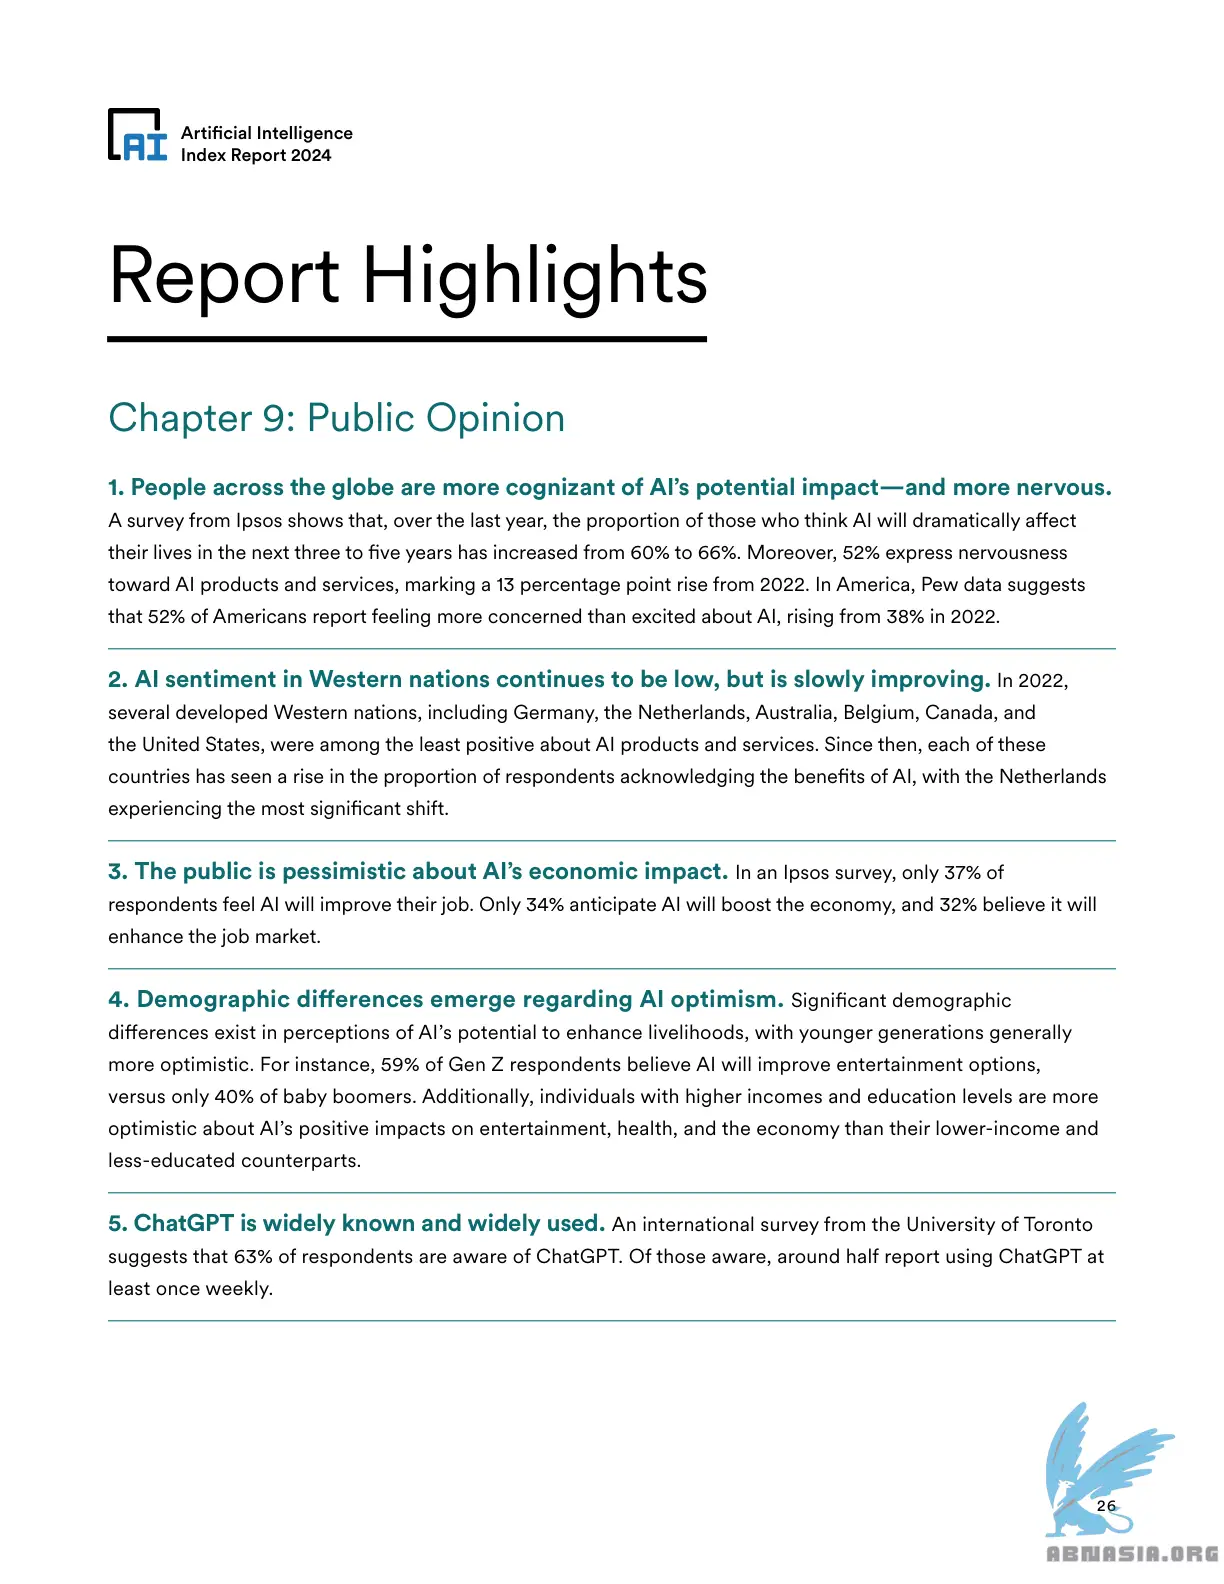 AI
Artificial Intelligence
Index Report 2024
Report Highlights
Chapter 9: Public Opinion
1. People across the globe are more cognizant of AI’s potential impact—and more nervous.
A survey from Ipsos shows that, over the last year, the proportion of those who think AI will dramatically affect
their lives in the next three to five years has increased from 60% to 66%. Moreover, 52% express nervousness
toward AI products and services, marking a 13 percentage point rise from 2022. In America, Pew data suggests
that 52% of Americans report feeling more concerned than excited about AI, rising from 38% in 2022.
2. AI sentiment in Western nations continues to be low, but is slowly improving. In 2022,
several developed Western nations, including Germany, the Netherlands, Australia, Belgium, Canada, and
the United States, were among the least positive about AI products and services. Since then, each of these
countries has seen a rise in the proportion of respondents acknowledging the benefits of AI, with the Netherlands
experiencing the most significant shift.
3. The public is pessimistic about AI’s economic impact. In an Ipsos survey, only 37% of
respondents feel AI will improve their job. Only 34% anticipate AI will boost the economy, and 32% believe it will
enhance the job market.
4. Demographic differences emerge regarding AI optimism. Significant demographic
differences exist in perceptions of AI’s potential to enhance livelihoods, with younger generations generally
more optimistic. For instance, 59% of Gen Z respondents believe AI will improve entertainment options,
versus only 40% of baby boomers. Additionally, individuals with higher incomes and education levels are more
optimistic about AI’s positive impacts on entertainment, health, and the economy than their lower-income and
less-educated counterparts.
5. ChatGPT is widely known and widely used. An international survey from the University of Toronto
suggests that 63% of respondents are aware of ChatGPT. Of those aware, around half report using ChatGPT at
least once weekly.
26
ABNASIA.ORG